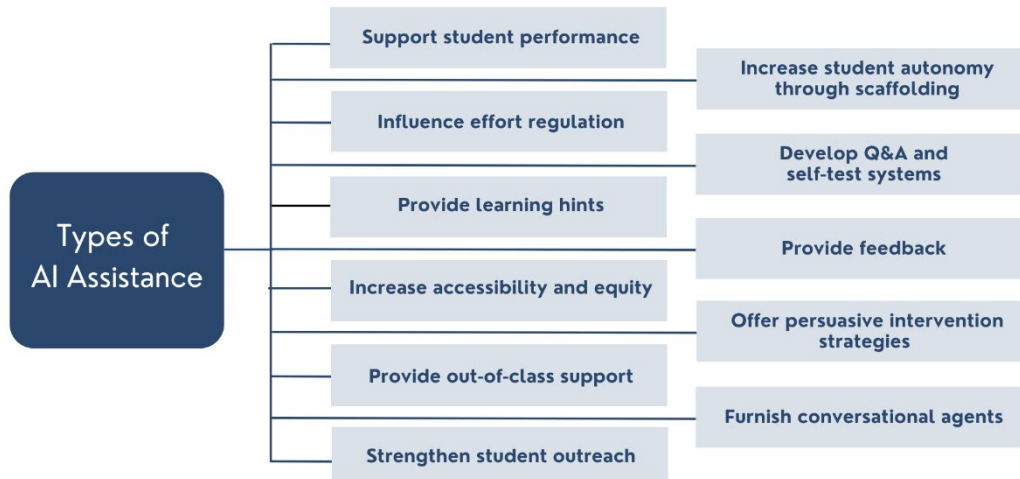 Types of
AI Assistance
Support student performance
Increase student autonomy
through scaffolding
Influence effort regulation
Develop Q&A and
self-test systems
Provide learning hints
Provide feedback
Increase accessibility and equity
Offer persuasive intervention
strategies
Provide out-of-class support
Furnish conversational agents
Strengthen student outreach